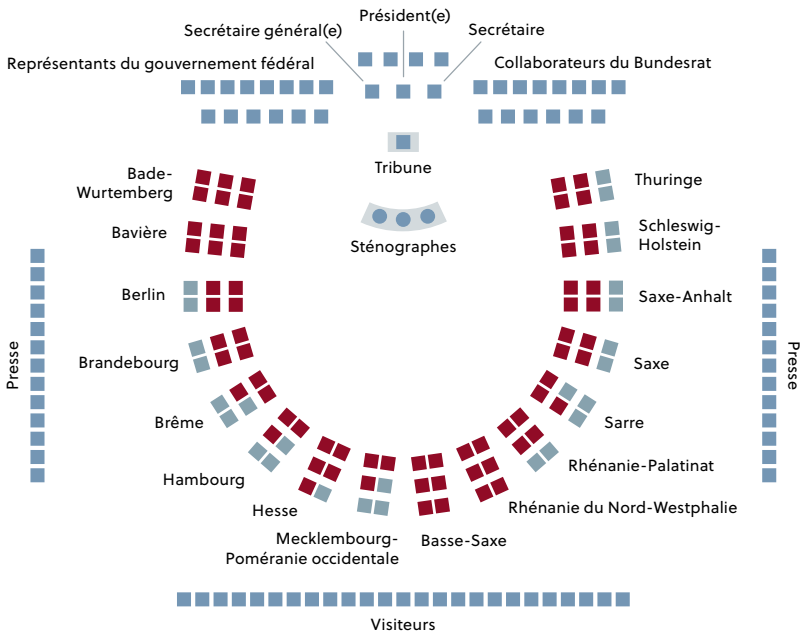 Président(e)
Secrétaire général(e)
Secrétaire
Représentants du gouvernement fédéral
Collaborateurs du Bundesrat
Tribune
Sténographes
Bade-
Wurtemberg
Bavière
Berlin
Brandebourg
Brême
Hambourg
Hesse
Mecklembourg-
Poméranie occidentale
Basse-Saxe
Rhénanie du Nord-Westphalie
Rhénanie-Palatinat
Sarre
Saxe
Saxe-Anhalt
Schleswig-
Holstein
Thuringe
Presse
Presse
Visiteurs